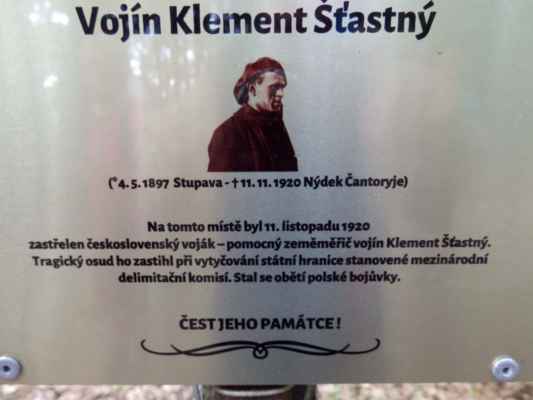 Vojín Klement Šťastný
(*4. 5. 1897 Stupava - † 11. 11. 1920 Nýdek Čantoryje)
Na tomto místě byl 11. listopadu 1920
zastřelen československý voják – pomocný zeměměřič vojín Klement Šťastný.
Tragický osud ho zastihl při vytyčování státní hranice stanovené mezinárodní
delimitační komisí. Stal se obětí polské bojůvky.
ČEST JEHO PAMÁTCE !